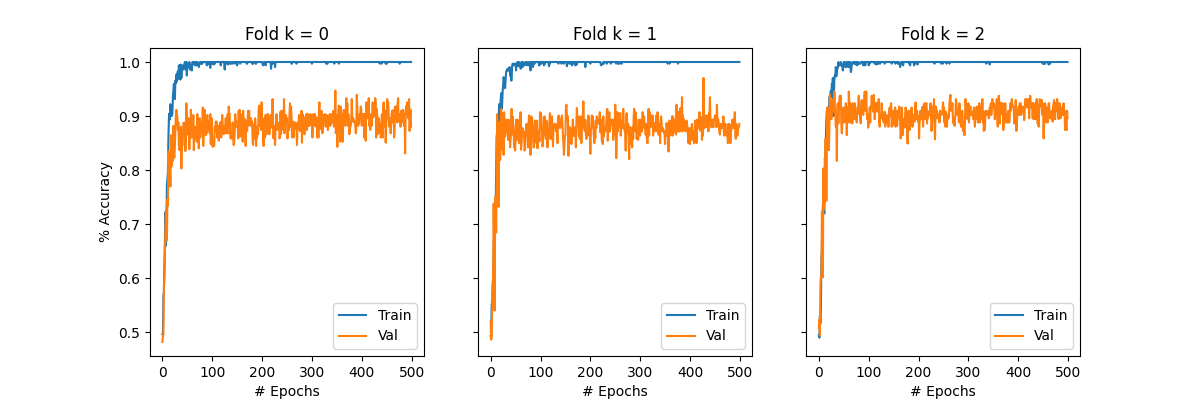 Fold k = 0
Fold k = 1
Fold k = 2
% Accuracy
1.0
0.9
0.8
0.7
0.6
0.5
Train
Val
Train
Val
Train
Val
0 100 200 300 400 500
0 100 200 300 400 500
0 100 200 300 400 500
# Epochs
# Epochs
# Epochs